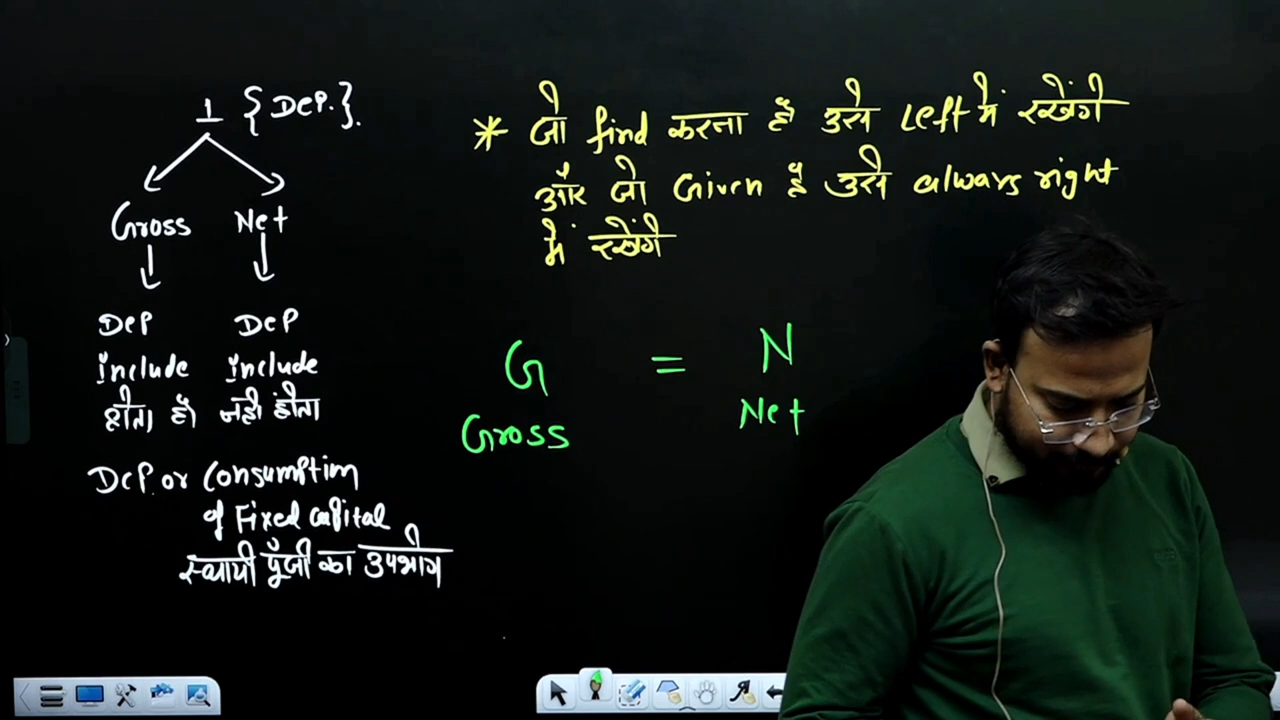 1 {Dep.}.
Gross Net
Dep Dep
include include
होता है। नही होता
Dep. or Consumption
of Fixed capital
स्थायी पूँजी का उपभोग
* जो find करना है उसे Left में रखेंगे
और जो Given है उसे always right
में रखेंगे
G = N
Gross Net